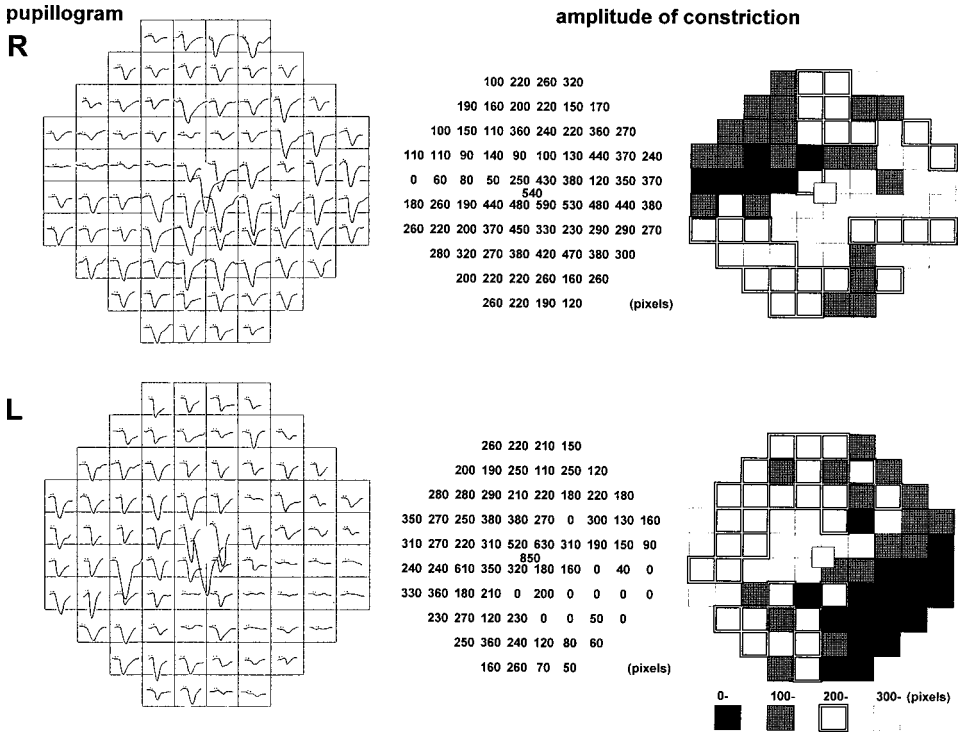 pupillogram
amplitude of constriction
R
100 220 260 320
190 160 200 220 150 170
100 150 110 360 240 220 360 270
110 110 90 140 90 100 130 440 370 240
0 60 80 50 250 430 380 120 350 370
540
180 260 190 440 480 590 530 480 440 380
260 220 200 370 450 330 230 290 290 270
280 320 270 380 420 470 380 300
200 220 220 260 160 260
260 220 190 120 (pixels)
L
260 220 210 150
200 190 250 110 250 120
280 280 290 210 220 180 220 180
350 270 250 380 380 270 0 300 130 160
310 270 220 310 520 630 310 190 150 90
850
240 240 610 350 320 180 160 0 40 0
330 360 180 210 0 200 0 0 0 0
230 270 120 230 0 0 50 0
250 360 240 120 80 60
160 260 70 50 (pixels)
0- 100- 200- 300- (pixels)